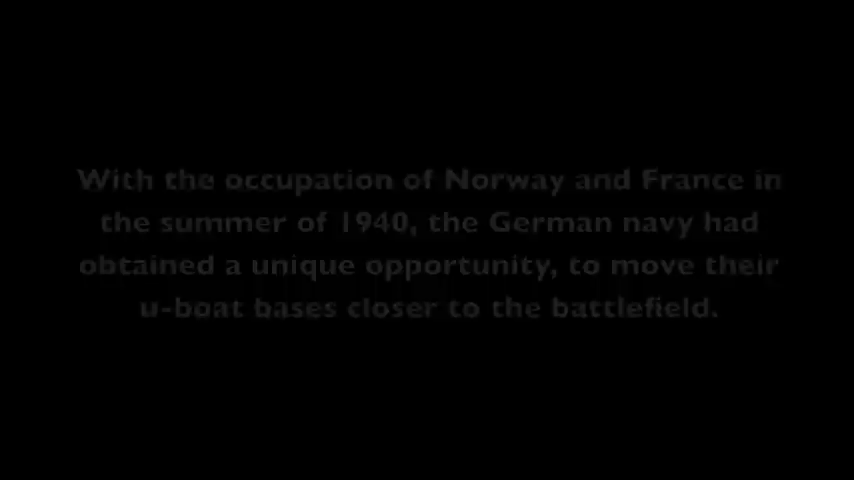 With the occupation of Norway and France in
the summer of 1940, the German navy had
obtained a unique opportunity, to move their
u-boat bases closer to the battlefield.